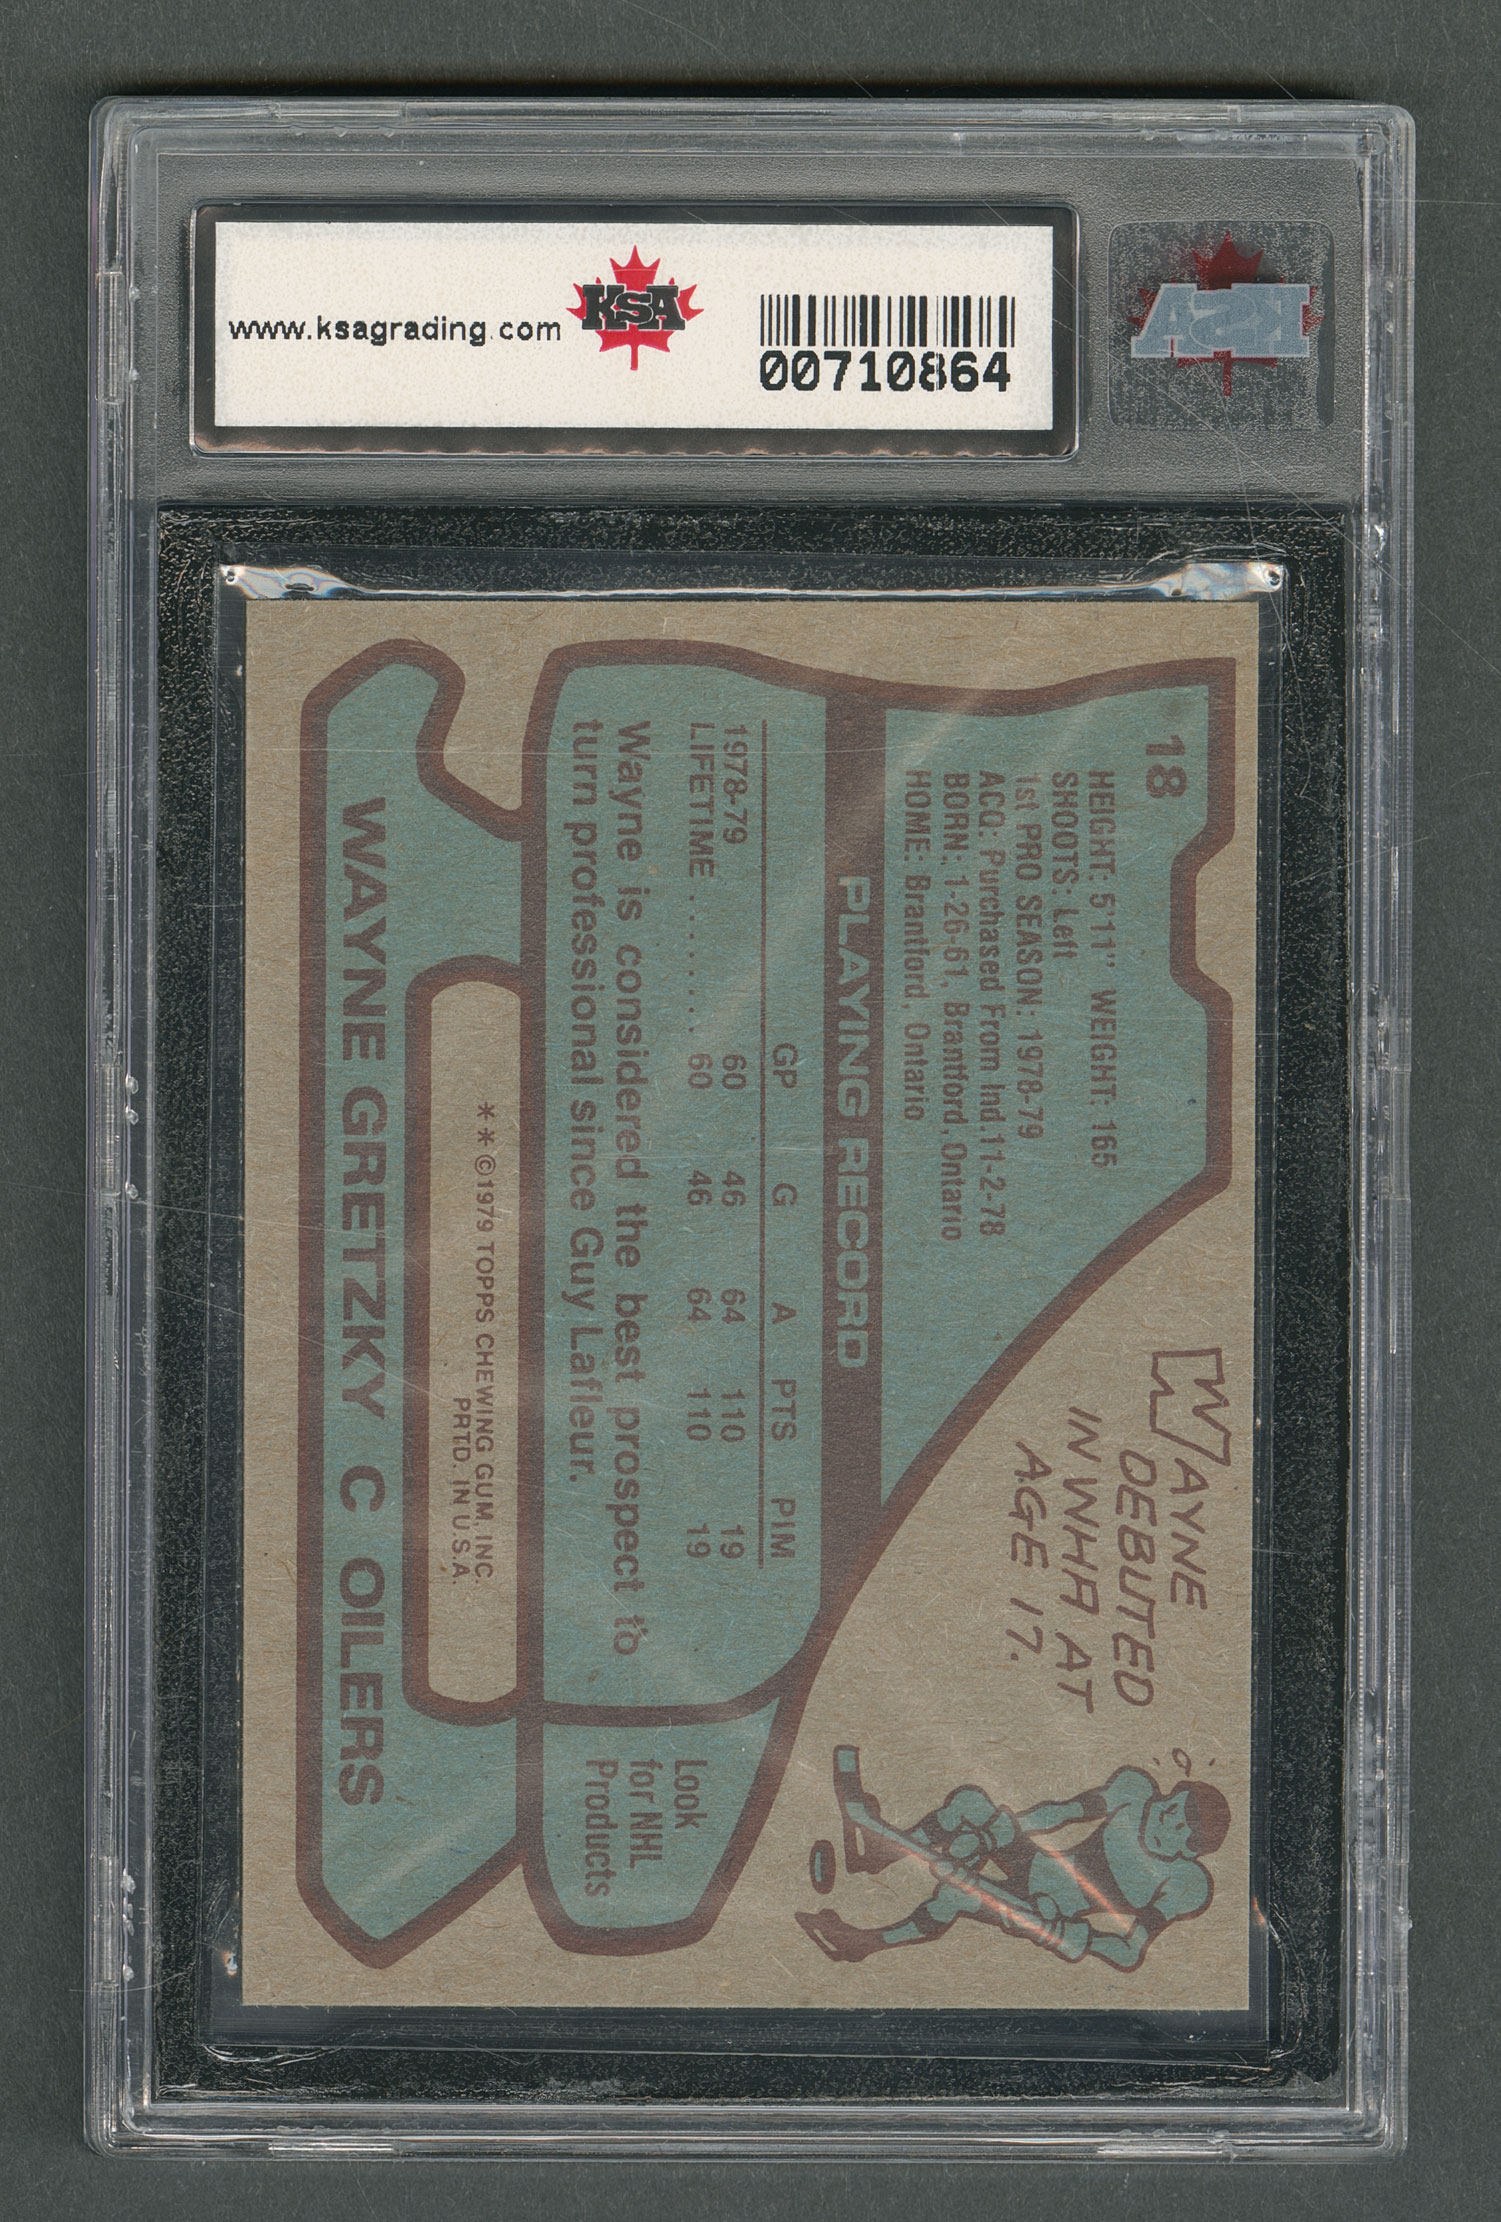 www.ksagrading.com
KSA
00710864
KSA
18
HEIGHT: 5'11" WEIGHT: 165
SHOOTS: Left
1st PRO SEASON: 1978-79
ACQ: Purchased From Ind. 11-2-78
BORN: 1-26-61, Brantford, Ontario
HOME: Brantford, Ontario
WAYNE
DEBUTED
IN WHA AT
AGE 17.
PLAYING RECORD
GP G A PTS PIM
1978-79 60 46 64 110 19
LIFETIME ........ 60 46 64 110 19
Wayne is considered the best prospect to
turn professional since Guy Lafleur.
Look
for NHL
Products
**©1979 TOPPS CHEWING GUM, INC.
PRTD. IN U.S.A.
WAYNE GRETZKY C OILERS